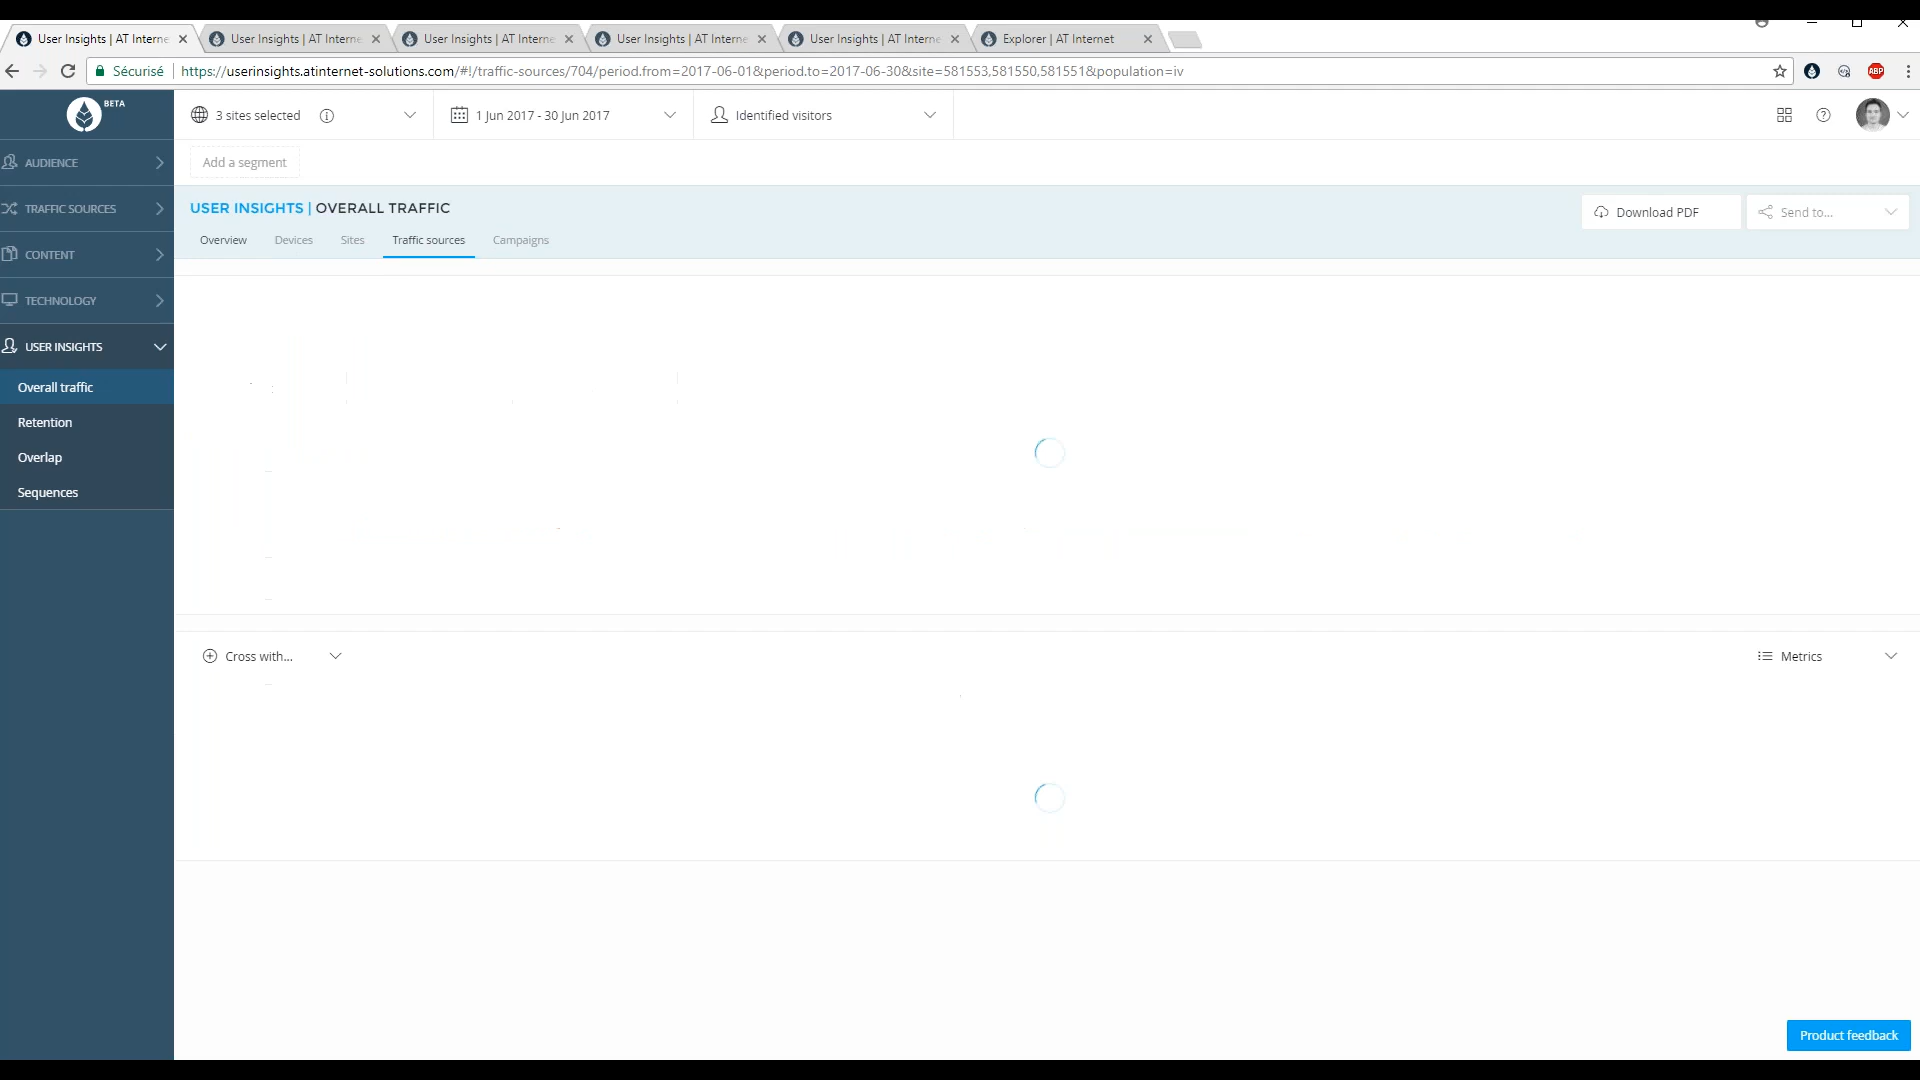 User Insights | AT Interne
User Insights | AT Interne
User Insights | AT Interne
User Insights | AT Interne
User Insights | AT Interne
Explorer | AT Internet
Sécurisé
https://userinsights.atinternet-solutions.com/#!/traffic-sources/704/period.from=2017-06-01&period.to=2017-06-30&site=581553,581550,581551&population=iv
ABP
BETA
3 sites selected
1 Jun 2017 - 30 Jun 2017
Identified visitors
AUDIENCE
TRAFFIC SOURCES
CONTENT
TECHNOLOGY
USER INSIGHTS
Overall traffic
Retention
Overlap
Sequences
Add a segment
USER INSIGHTS | OVERALL TRAFFIC
Download PDF
Send to...
Overview Devices Sites Traffic sources Campaigns
Cross with...
Metrics
Product feedback